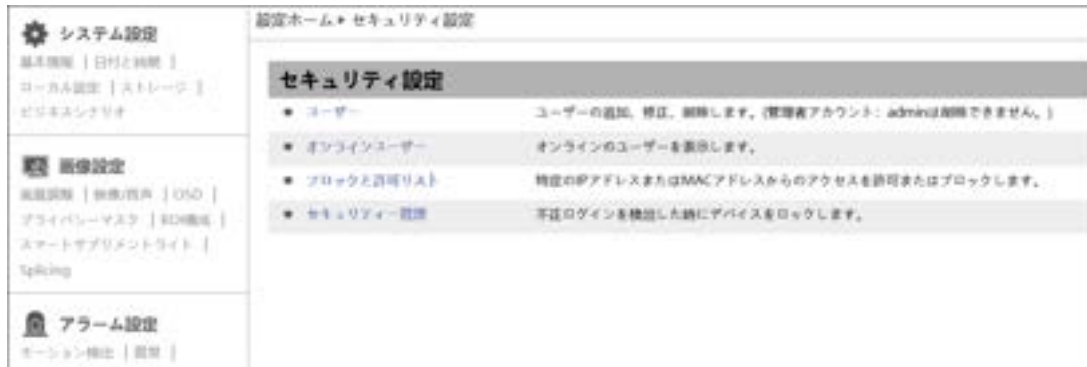 システム設定
基本情報 | 日付と時間 |
ローカル設定 | ストレージ |
ビジネスシナリオ
画像設定
画面調整 | 映像/音声 | OSD |
プライバシーマスク | ROI機能 |
スマートサプリメントライト |
Splicing
アラーム設定
モーション検出 | 異常 |
設定ホーム▸ セキュリティ設定
セキュリティ設定
● ユーザー ユーザーの追加、修正、削除します。(管理者アカウント: adminは削除できません。)
● オンラインユーザー オンラインのユーザーを表示します。
● ブロックと許可リスト 特定のIPアドレスまたはMACアドレスからのアクセスを許可またはブロックします。
● セキュリティー管理 不正ログインを検出した時にデバイスをロックします。